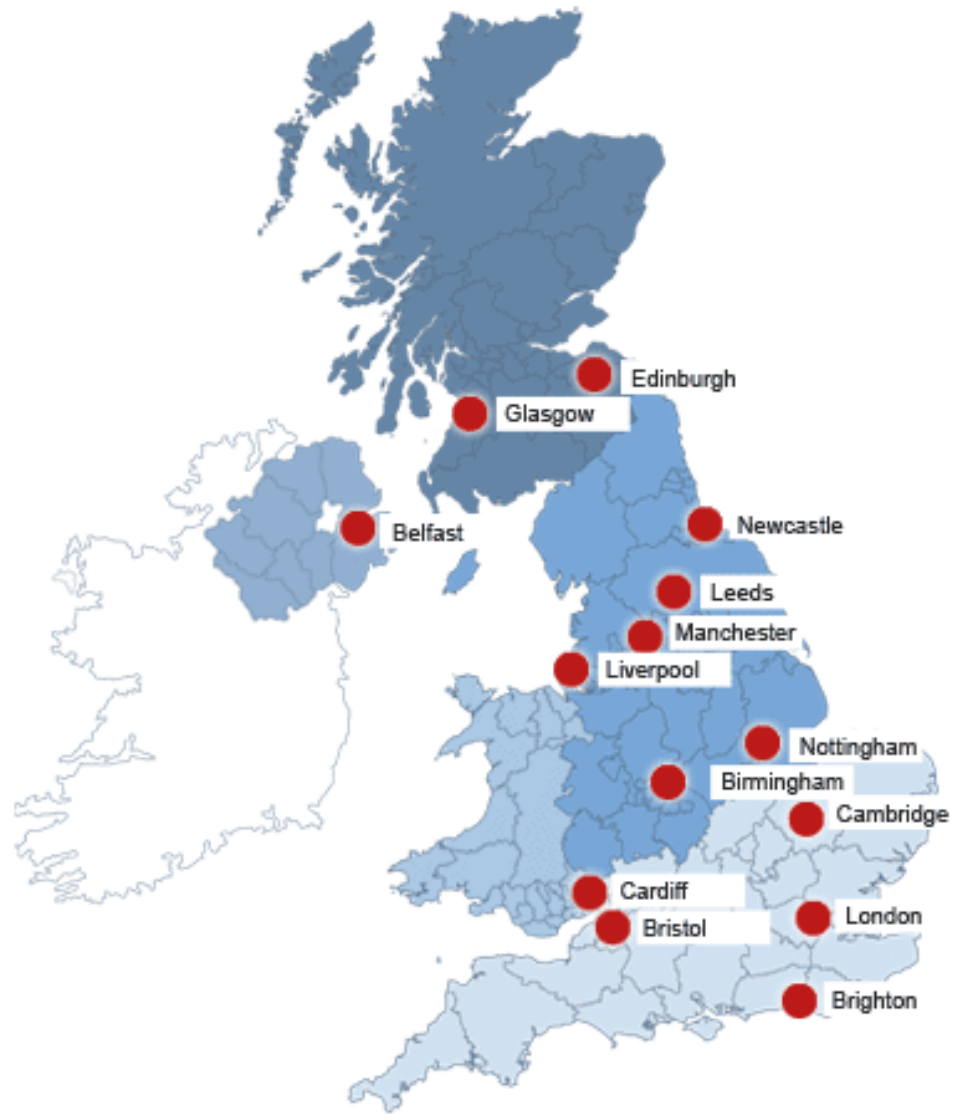 Edinburgh
Glasgow
Newcastle
Belfast
Leeds
Manchester
Liverpool
Nottingham
Birmingham
Cambridge
Cardiff
London
Bristol
Brighton